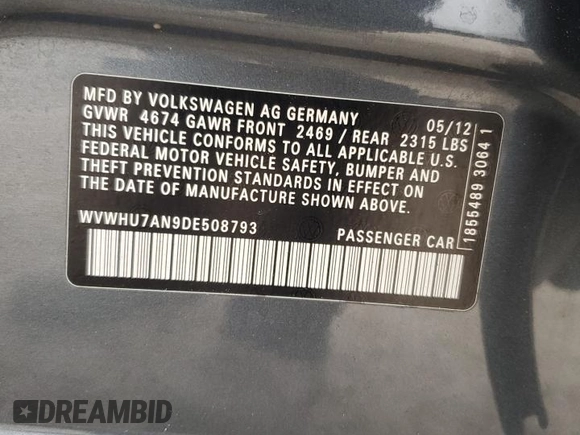 MFD BY VOLKSWAGEN AG GERMANY 05/12
GVWR 4674 GAWR FRONT 2469 / REAR 2315 LBS
THIS VEHICLE CONFORMS TO ALL APPLICABLE U.S.
FEDERAL MOTOR VEHICLE SAFETY, BUMPER AND
THEFT PREVENTION STANDARDS IN EFFECT ON
THE DATE OF MANUFACTURE SHOWN ABOVE.
WVWHU7AN9DE508793 PASSENGER CAR
1855489 3064 1
DREAMBID